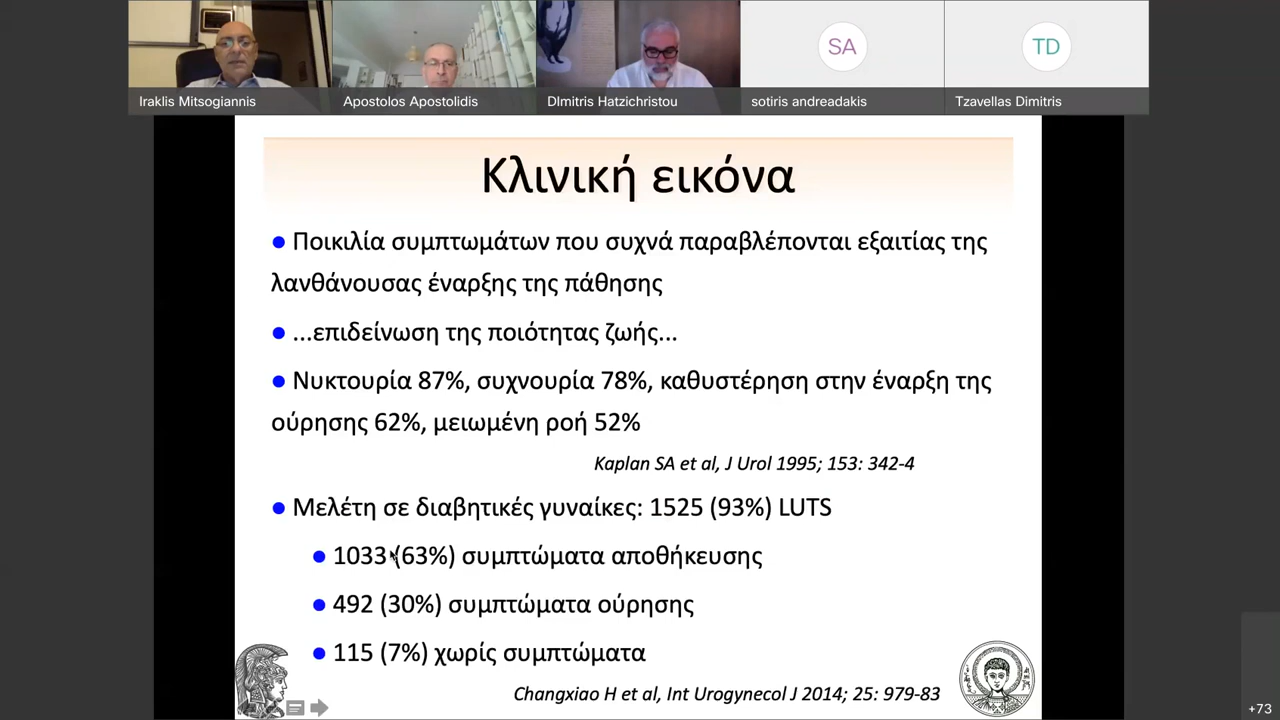 Iraklis Mitsogiannis
Apostolos Apostolidis
DImitris Hatzichristou
SA
sotiris andreadakis
TD
Tzavellas Dimitris
Κλινική εικόνα
● Ποικιλία συμπτωμάτων που συχνά παραβλέπονται εξαιτίας της
λανθάνουσας έναρξης της πάθησης
● ...επιδείνωση της ποιότητας ζωής...
● Νυκτουρία 87%, συχνουρία 78%, καθυστέρηση στην έναρξη της
ούρησης 62%, μειωμένη ροή 52%
Kaplan SA et al, J Urol 1995; 153: 342-4
● Μελέτη σε διαβητικές γυναίκες: 1525 (93%) LUTS
● 1033 (63%) συμπτώματα αποθήκευσης
● 492 (30%) συμπτώματα ούρησης
● 115 (7%) χωρίς συμπτώματα
Changxiao H et al, Int Urogynecol J 2014; 25: 979-83
+73